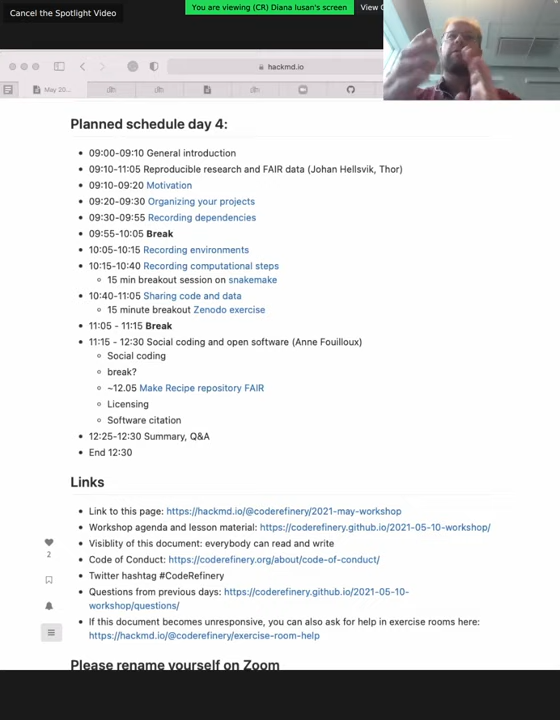 Cancel the Spotlight Video
You are viewing (CR) Diana Iusan's screen
View
hackmd.io
May 20...
Planned schedule day 4:
• 09:00-09:10 General introduction
• 09:10-11:05 Reproducible research and FAIR data (Johan Hellsvik, Thor)
• 09:10-09:20 Motivation
• 09:20-09:30 Organizing your projects
• 09:30-09:55 Recording dependencies
• 09:55-10:05 Break
• 10:05-10:15 Recording environments
• 10:15-10:40 Recording computational steps
◦ 15 min breakout session on snakemake
• 10:40-11:05 Sharing code and data
◦ 15 minute breakout Zenodo exercise
• 11:05 - 11:15 Break
• 11:15 - 12:30 Social coding and open software (Anne Fouilloux)
◦ Social coding
◦ break?
◦ ~12.05 Make Recipe repository FAIR
◦ Licensing
◦ Software citation
• 12:25-12:30 Summary, Q&A
• End 12:30
Links
• Link to this page: https://hackmd.io/@coderefinery/2021-may-workshop
• Workshop agenda and lesson material: https://coderefinery.github.io/2021-05-10-workshop/
• Visiblity of this document: everybody can read and write
• Code of Conduct: https://coderefinery.org/about/code-of-conduct/
• Twitter hashtag #CodeRefinery
• Questions from previous days: https://coderefinery.github.io/2021-05-10-
workshop/questions/
• If this document becomes unresponsive, you can also ask for help in exercise rooms here:
https://hackmd.io/@coderefinery/exercise-room-help
2
Please rename yourself on Zoom